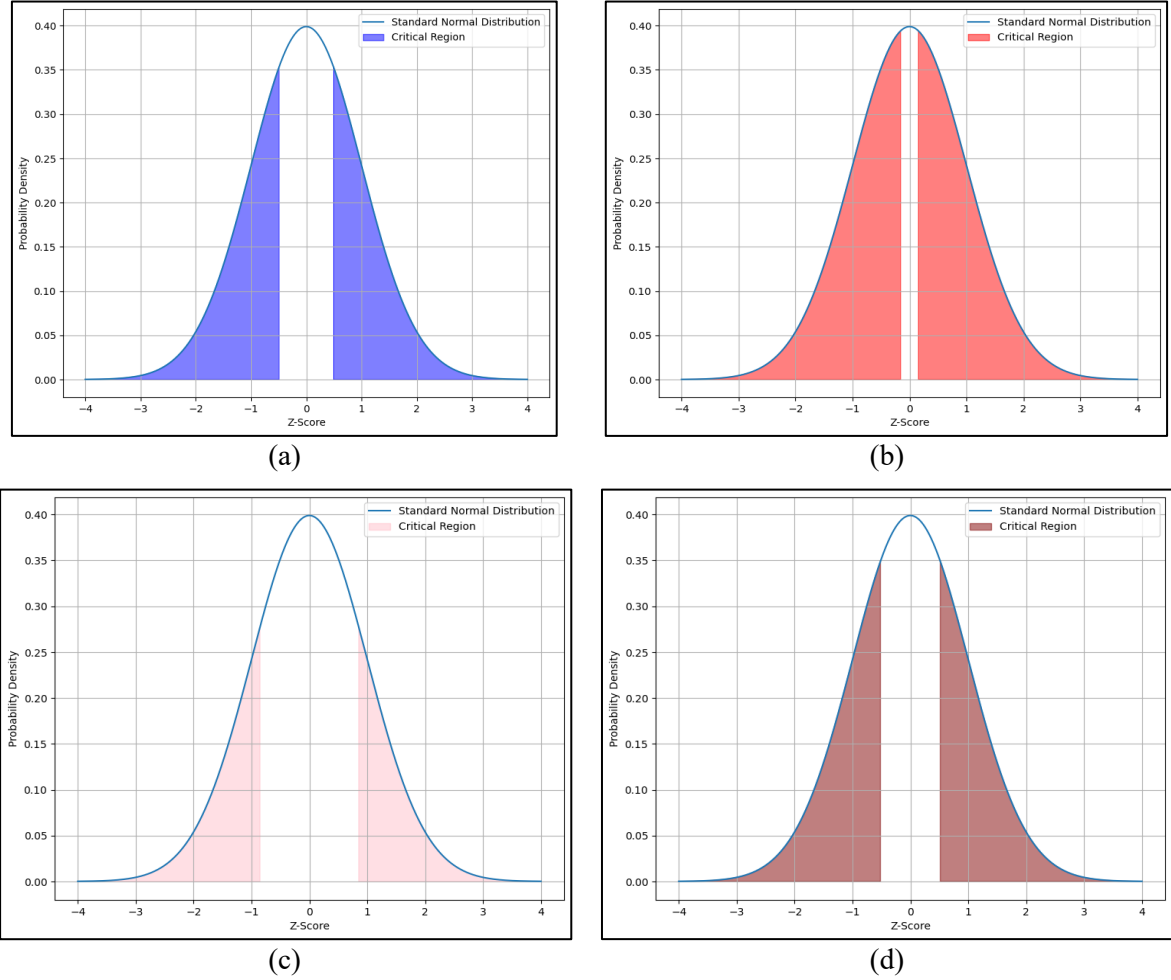 0.40
0.35
0.30
0.25
0.20
0.15
0.10
0.05
0.00
Probability Density
−4 −3 −2 −1 0 1 2 3 4
Z-Score
Standard Normal Distribution
Critical Region
(a)
0.40
0.35
0.30
0.25
0.20
0.15
0.10
0.05
0.00
Probability Density
−4 −3 −2 −1 0 1 2 3 4
Z-Score
Standard Normal Distribution
Critical Region
(b)
0.40
0.35
0.30
0.25
0.20
0.15
0.10
0.05
0.00
Probability Density
−4 −3 −2 −1 0 1 2 3 4
Z-Score
Standard Normal Distribution
Critical Region
(c)
0.40
0.35
0.30
0.25
0.20
0.15
0.10
0.05
0.00
Probability Density
−4 −3 −2 −1 0 1 2 3 4
Z-Score
Standard Normal Distribution
Critical Region
(d)